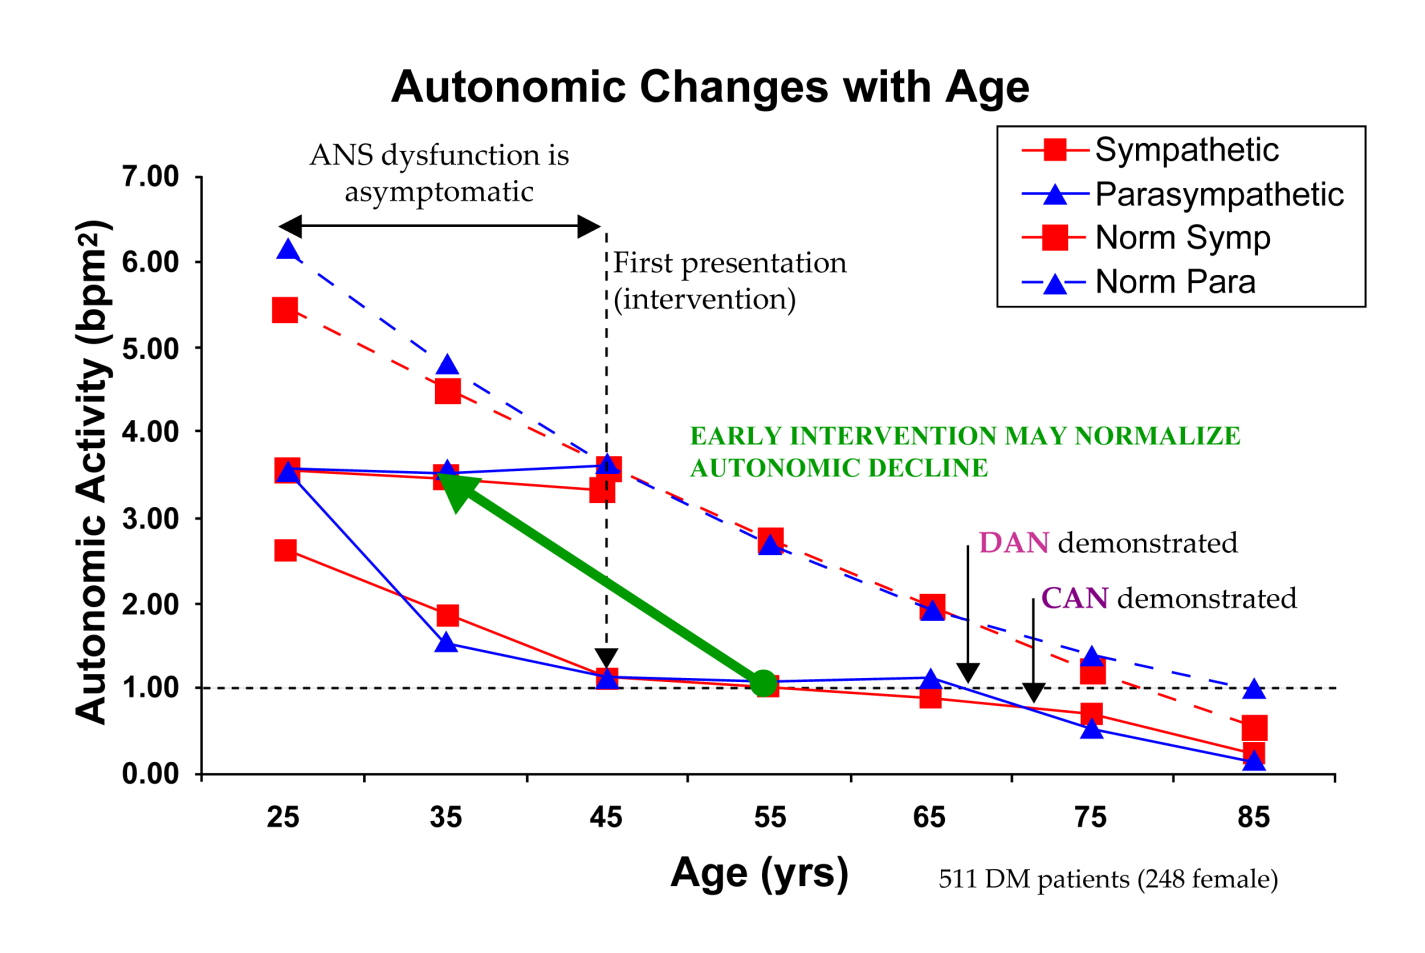 Autonomic Changes with Age
ANS dysfunction is
asymptomatic
Sympathetic
Parasympathetic
Norm Symp
Norm Para
First presentation
(intervention)
EARLY INTERVENTION MAY NORMALIZE
AUTONOMIC DECLINE
DAN demonstrated
CAN demonstrated
Autonomic Activity (bpm2)
7.00
6.00
5.00
4.00
3.00
2.00
1.00
0.00
25 35 45 55 65 75 85
Age (yrs)
511 DM patients (248 female)